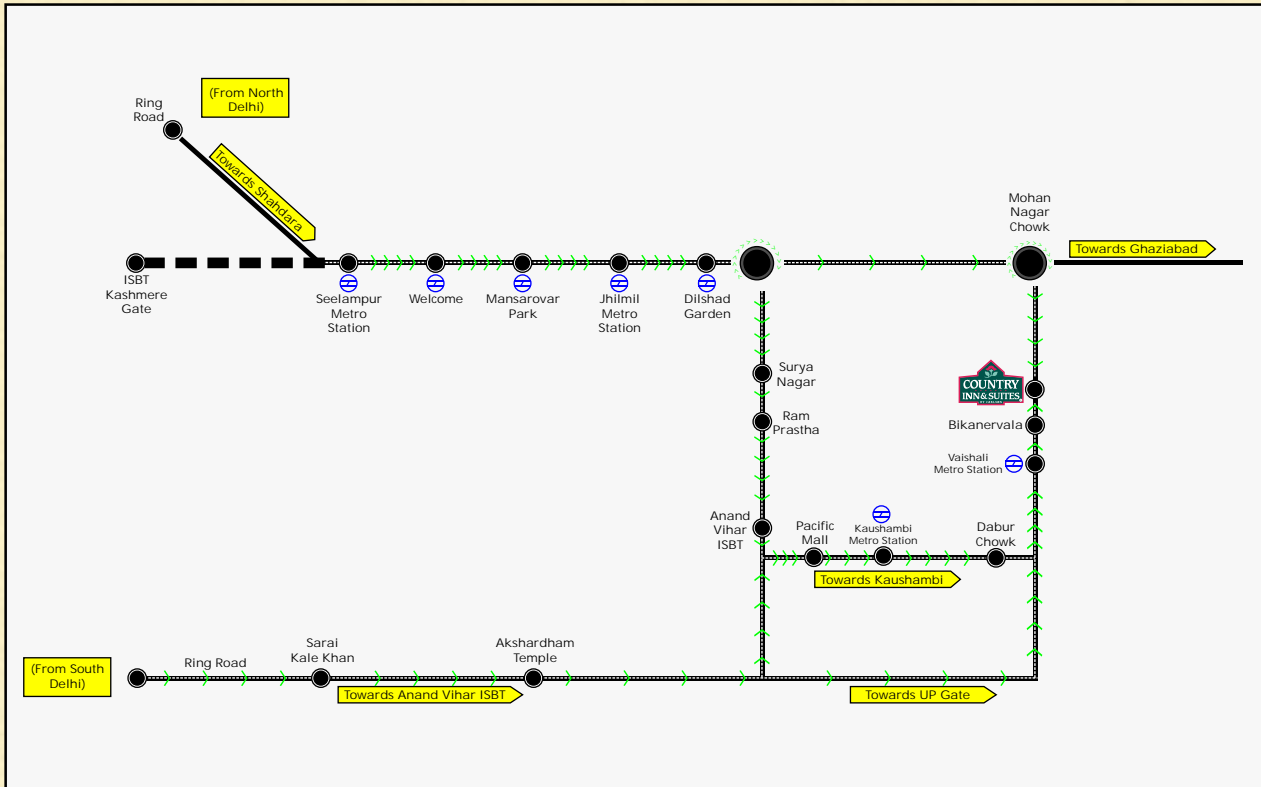 (From North
Delhi)
Ring
Road
Towards Shahdara
Mohan
Nagar
Chowk
Towards Ghaziabad
ISBT
Kashmere
Gate
Seelampur
Metro
Station
Welcome
Mansarovar
Park
Jhilmil
Metro
Station
Dilshad
Garden
Surya
Nagar
Ram
Prastha
COUNTRY
INN & SUITES
Bikanervala
Vaishali
Metro Station
Anand
Vihar
ISBT
Pacific
Mall
Kaushambi
Metro Station
Dabur
Chowk
Towards Kaushambi
(From South
Delhi)
Ring Road
Sarai
Kale Khan
Akshardham
Temple
Towards Anand Vihar ISBT
Towards UP Gate